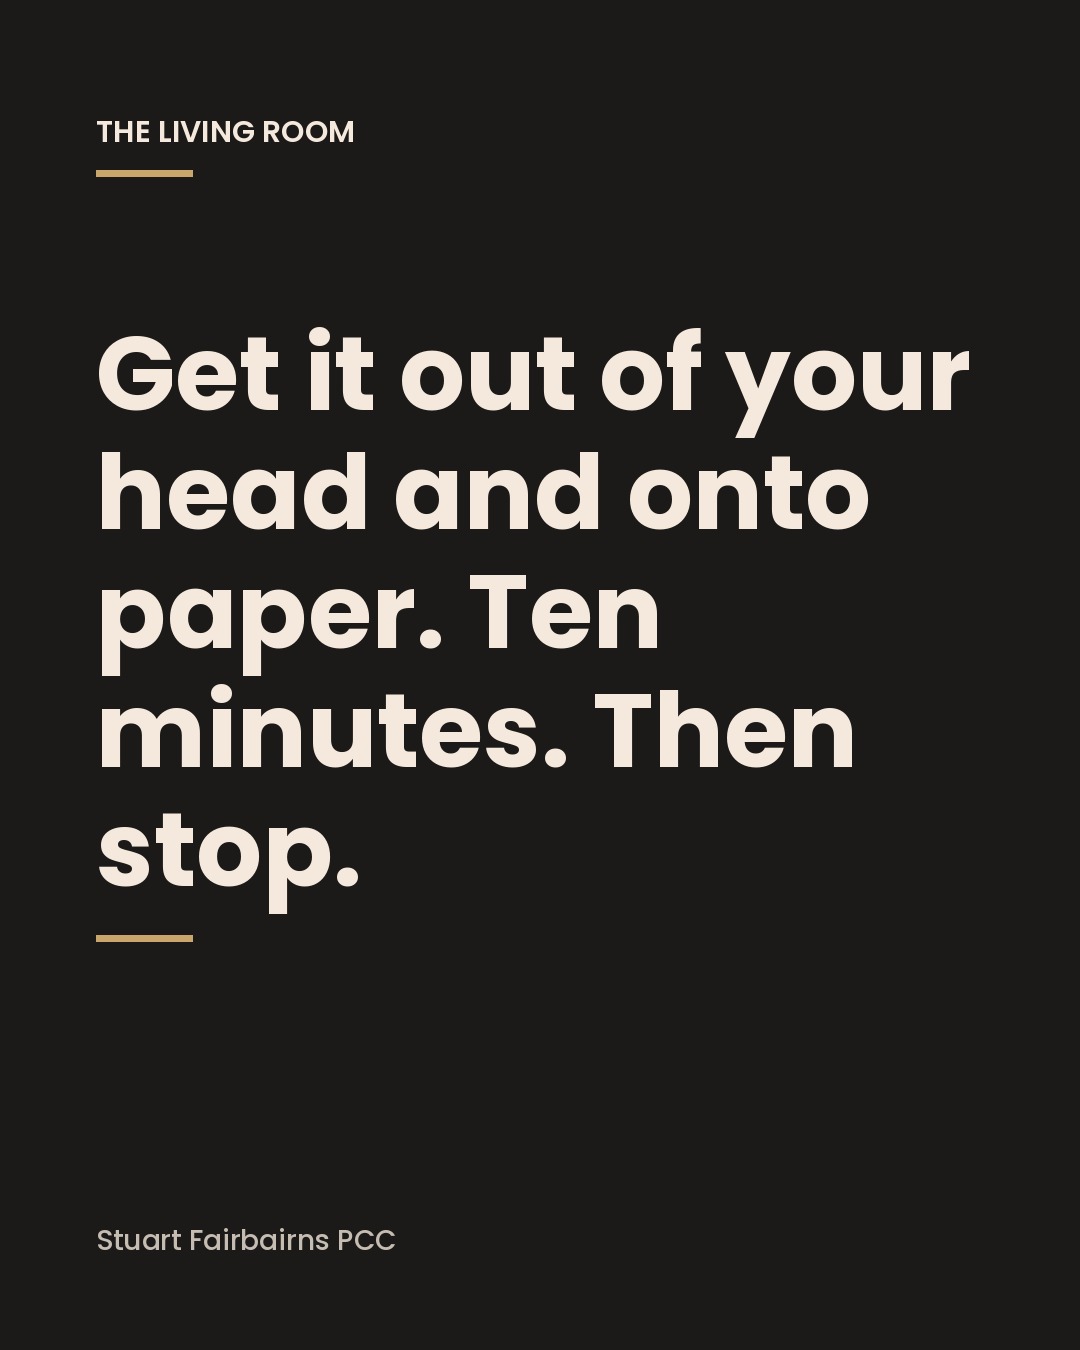 THE LIVING ROOM
Get it out of your
head and onto
paper. Ten
minutes. Then
stop.
Stuart Fairbairns PCC